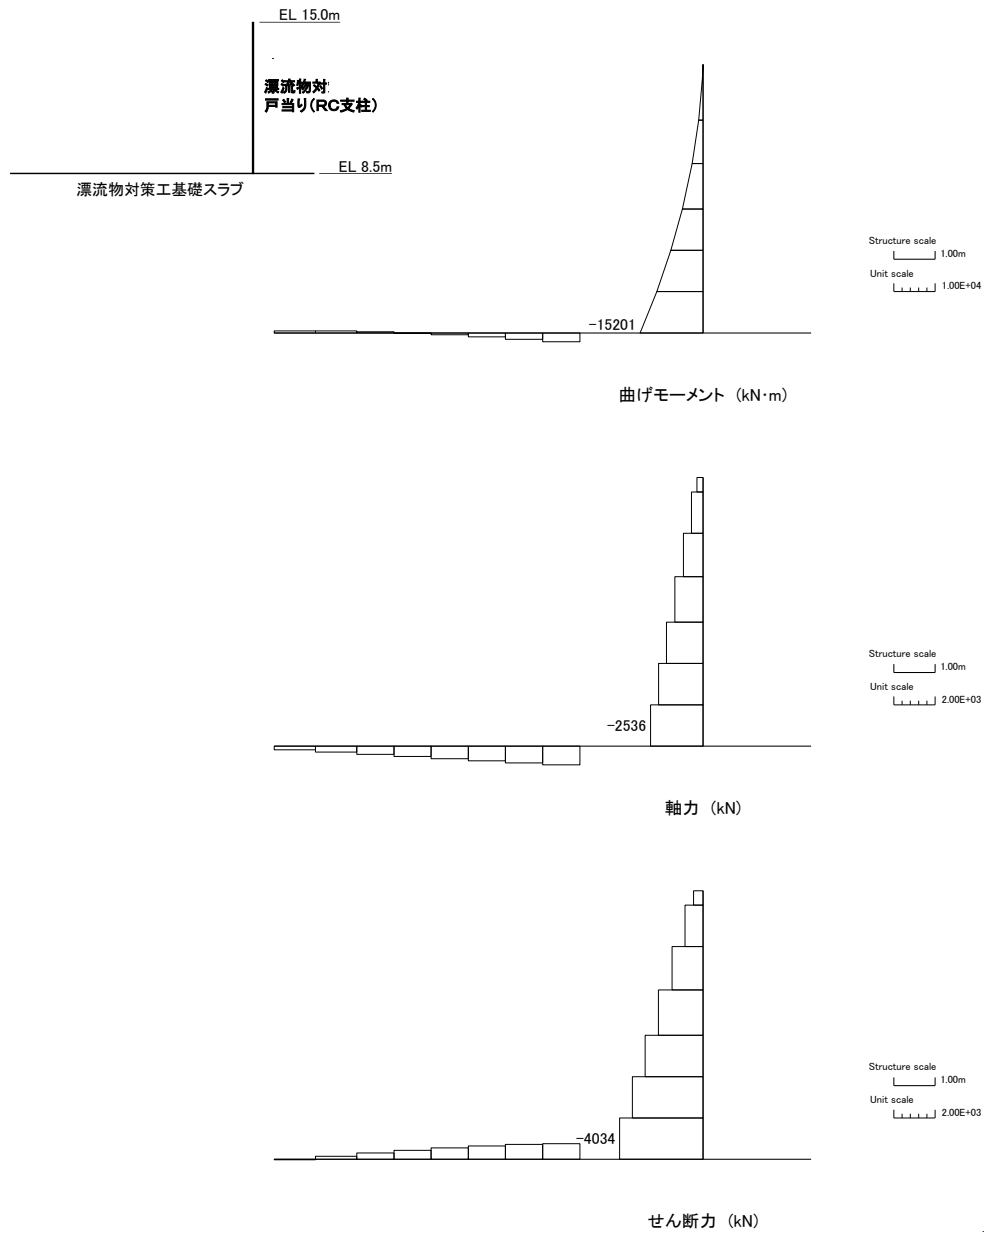 EL 15.0m
漂流物対
戸当り(RC支柱)
EL 8.5m
漂流物対策工基礎スラブ
Structure scale
1.00m
Unit scale
1.00E+04
-15201
曲げモーメント (kN・m)
Structure scale
1.00m
Unit scale
2.00E+03
-2536
軸力 (kN)
Structure scale
1.00m
Unit scale
2.00E+03
-4034
せん断力 (kN)